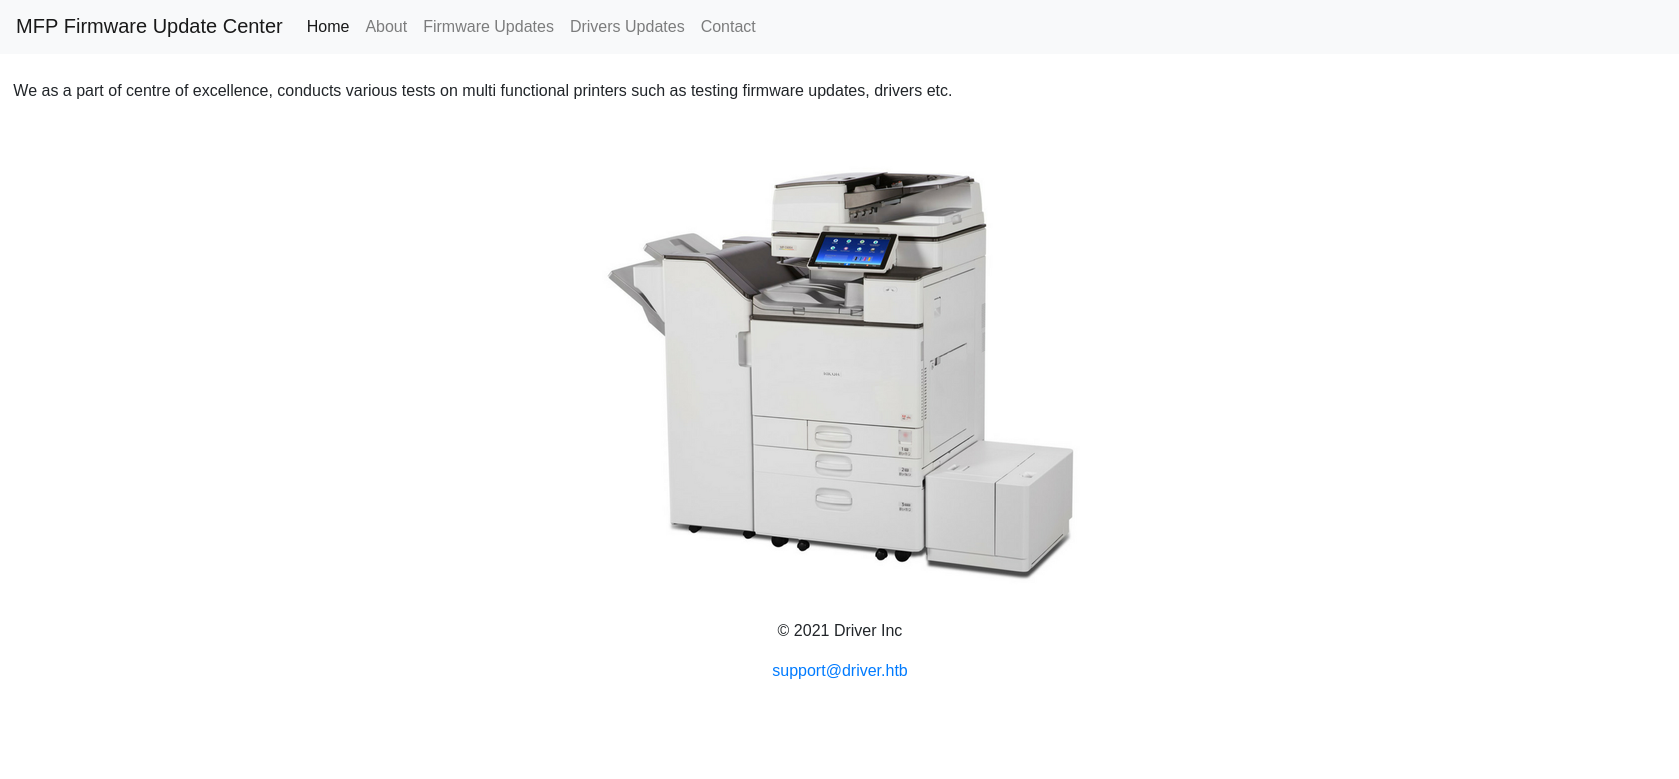 MFP Firmware Update Center Home About Firmware Updates Drivers Updates Contact
We as a part of centre of excellence, conducts various tests on multi functional printers such as testing firmware updates, drivers etc.
© 2021 Driver Inc
support@driver.htb